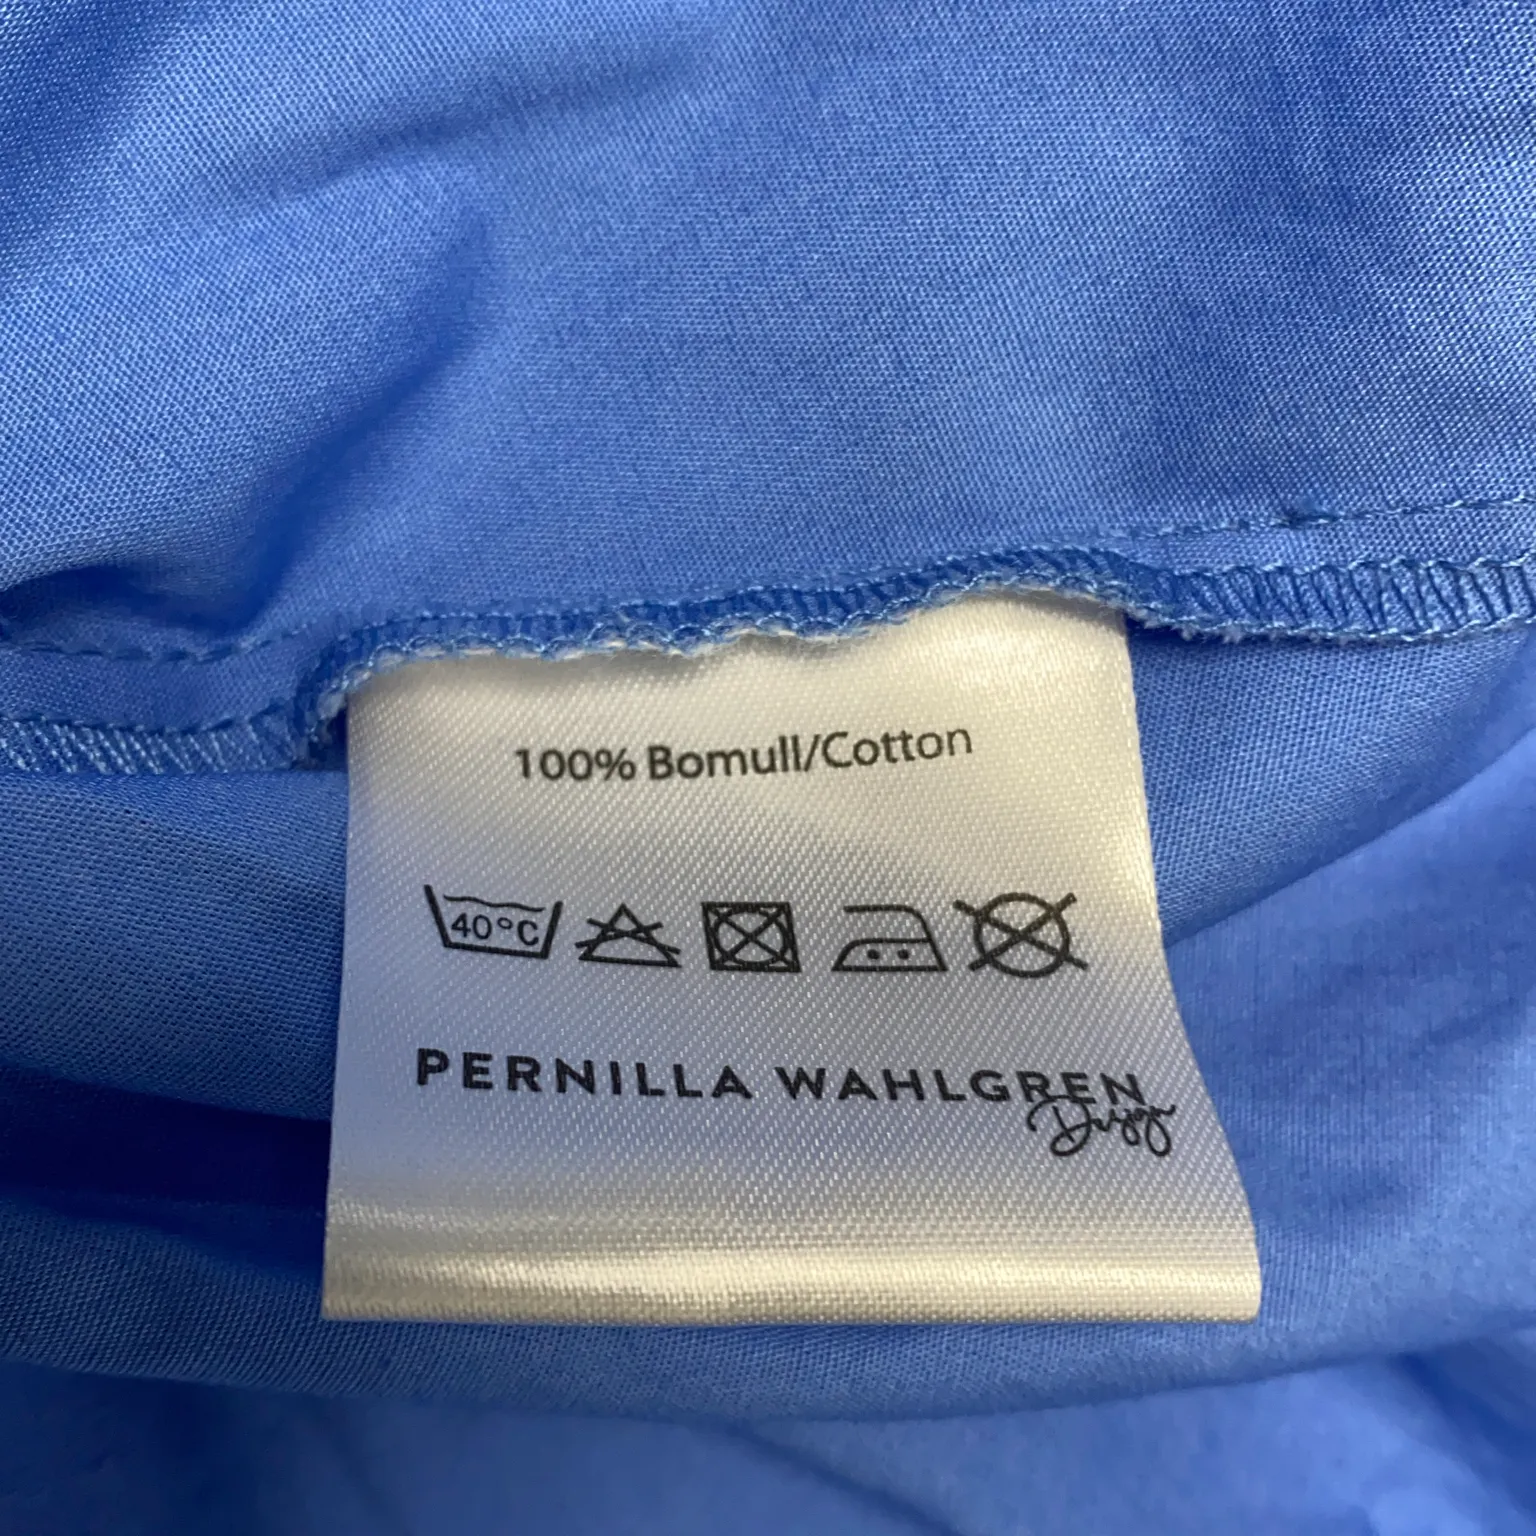 100% Bomull/Cotton
40°C
PERNILLA WAHLGREN
Design